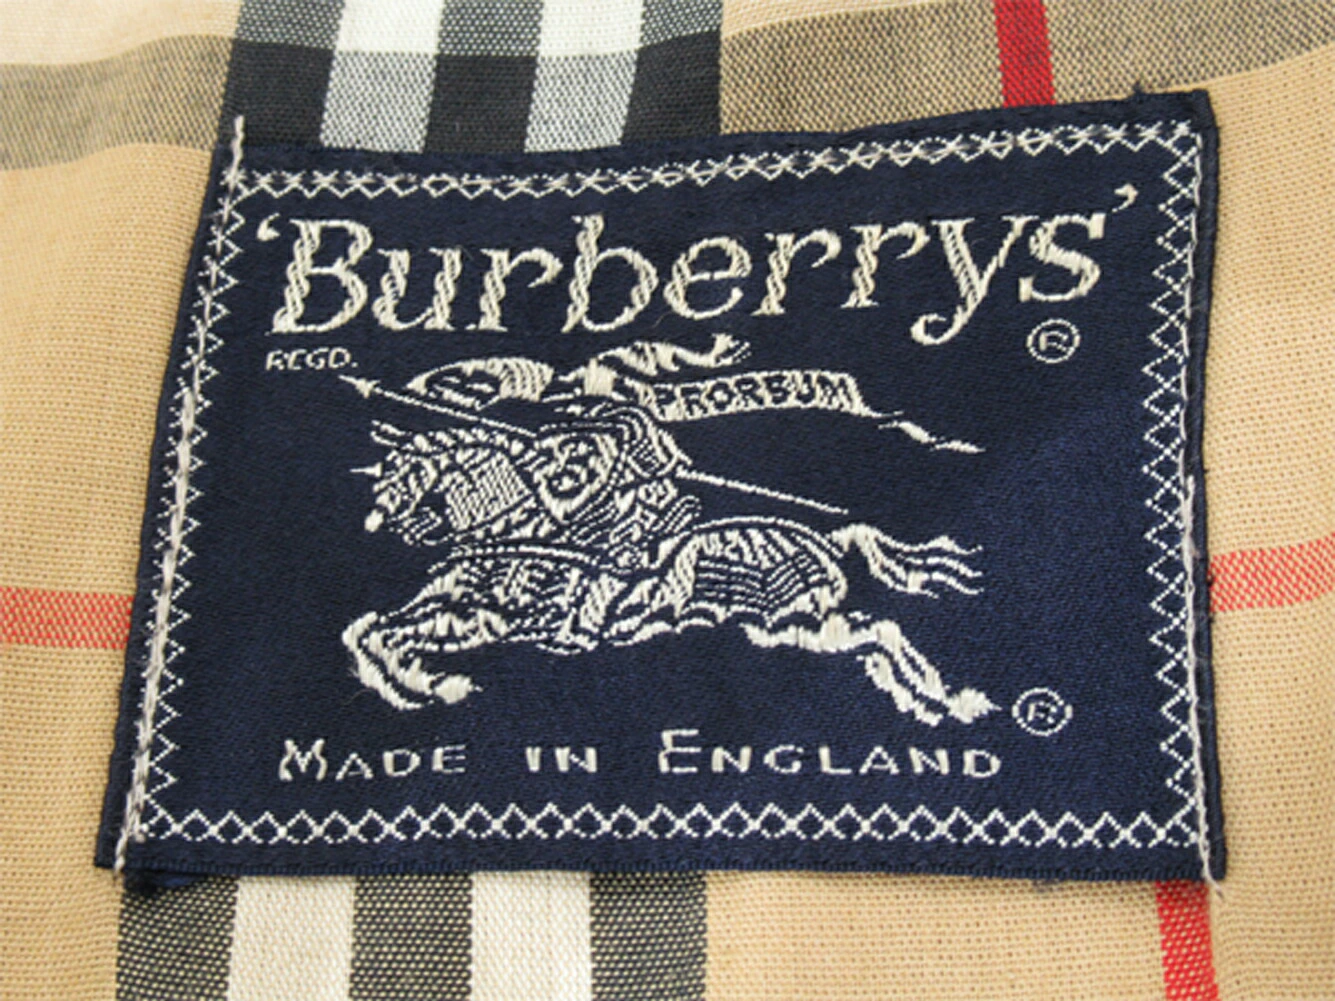 'Burberrys'
REGD. ®
PRORSUM
®
MADE IN ENGLAND